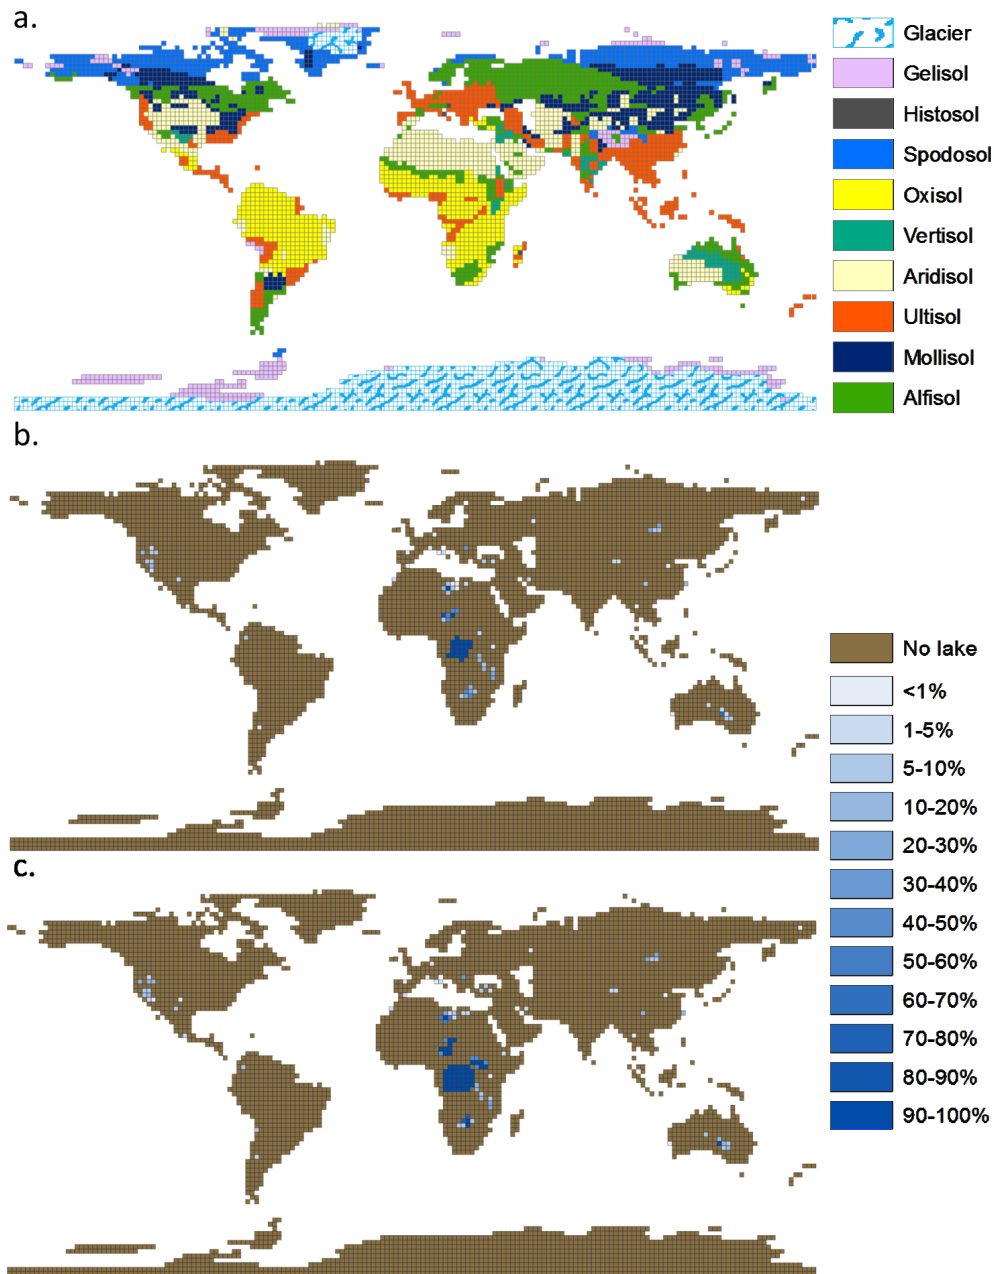 a.
Glacier
Gelisol
Histosol
Spodosol
Oxisol
Vertisol
Aridisol
Ultisol
Mollisol
Alfisol
b.
No lake
<1%
1-5%
5-10%
10-20%
20-30%
30-40%
40-50%
50-60%
60-70%
70-80%
80-90%
90-100%
c.